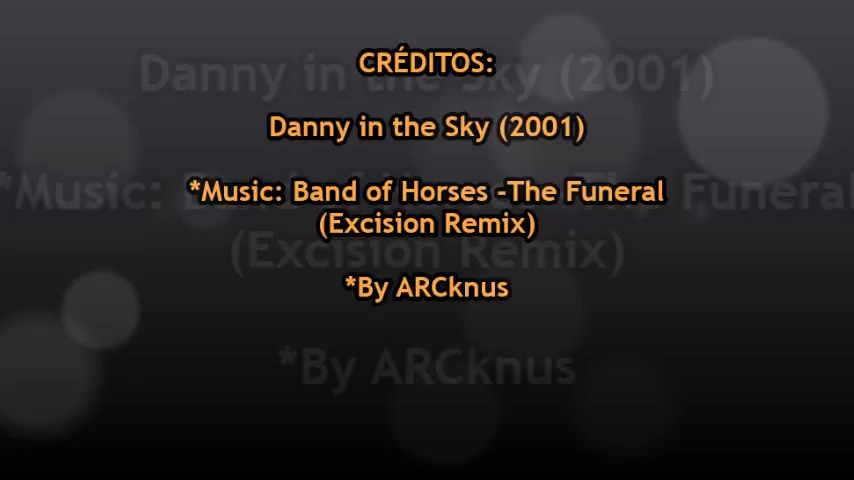 CRÉDITOS:
Danny in the Sky (2001)
*Music: Band of Horses -The Funeral
(Excision Remix)
*By ARCknus